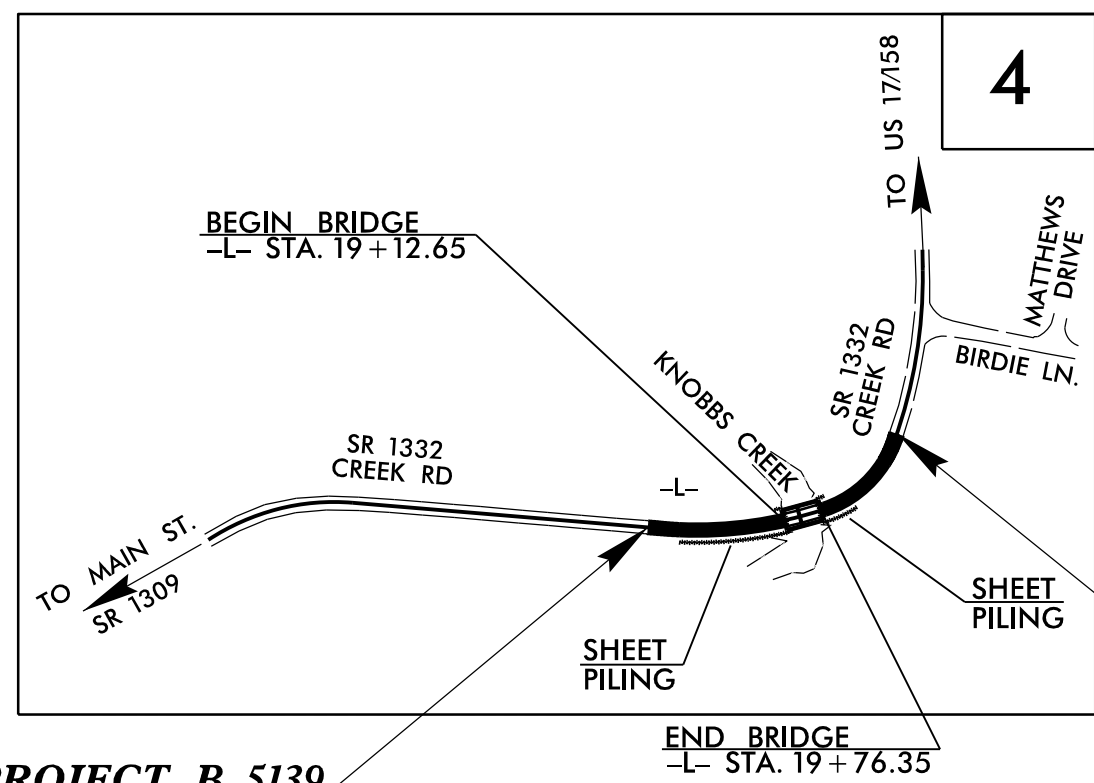 4
TO US 17/158
BEGIN BRIDGE
–L– STA. 19+12.65
MATTHEWS
DRIVE
BIRDIE LN.
SR 1332
CREEK RD
KNOBBS CREEK
SR 1332
CREEK RD
–L–
TO MAIN ST.
SR 1309
SHEET
PILING
SHEET
PILING
END BRIDGE
–L– STA. 19+76.35
PROJECT B 5139